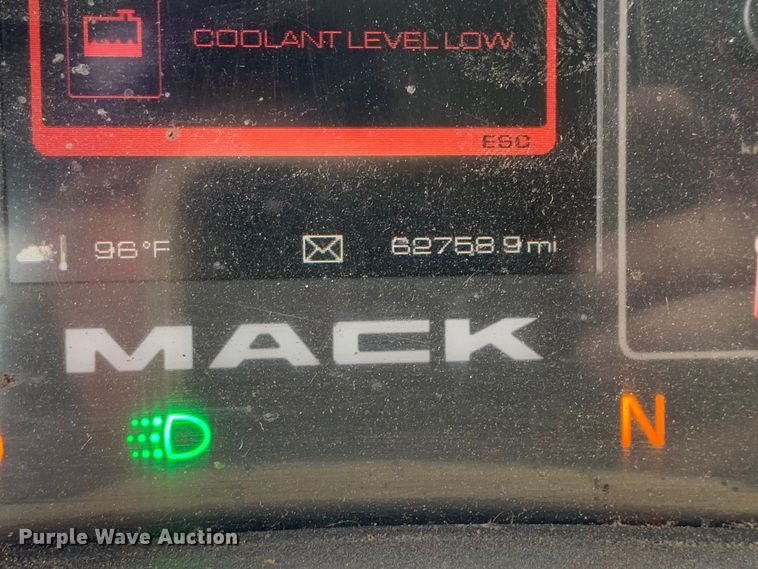 COOLANT LEVEL LOW
ESC
96°F 62758.9 mi
MACK
N
Purple Wave Auction